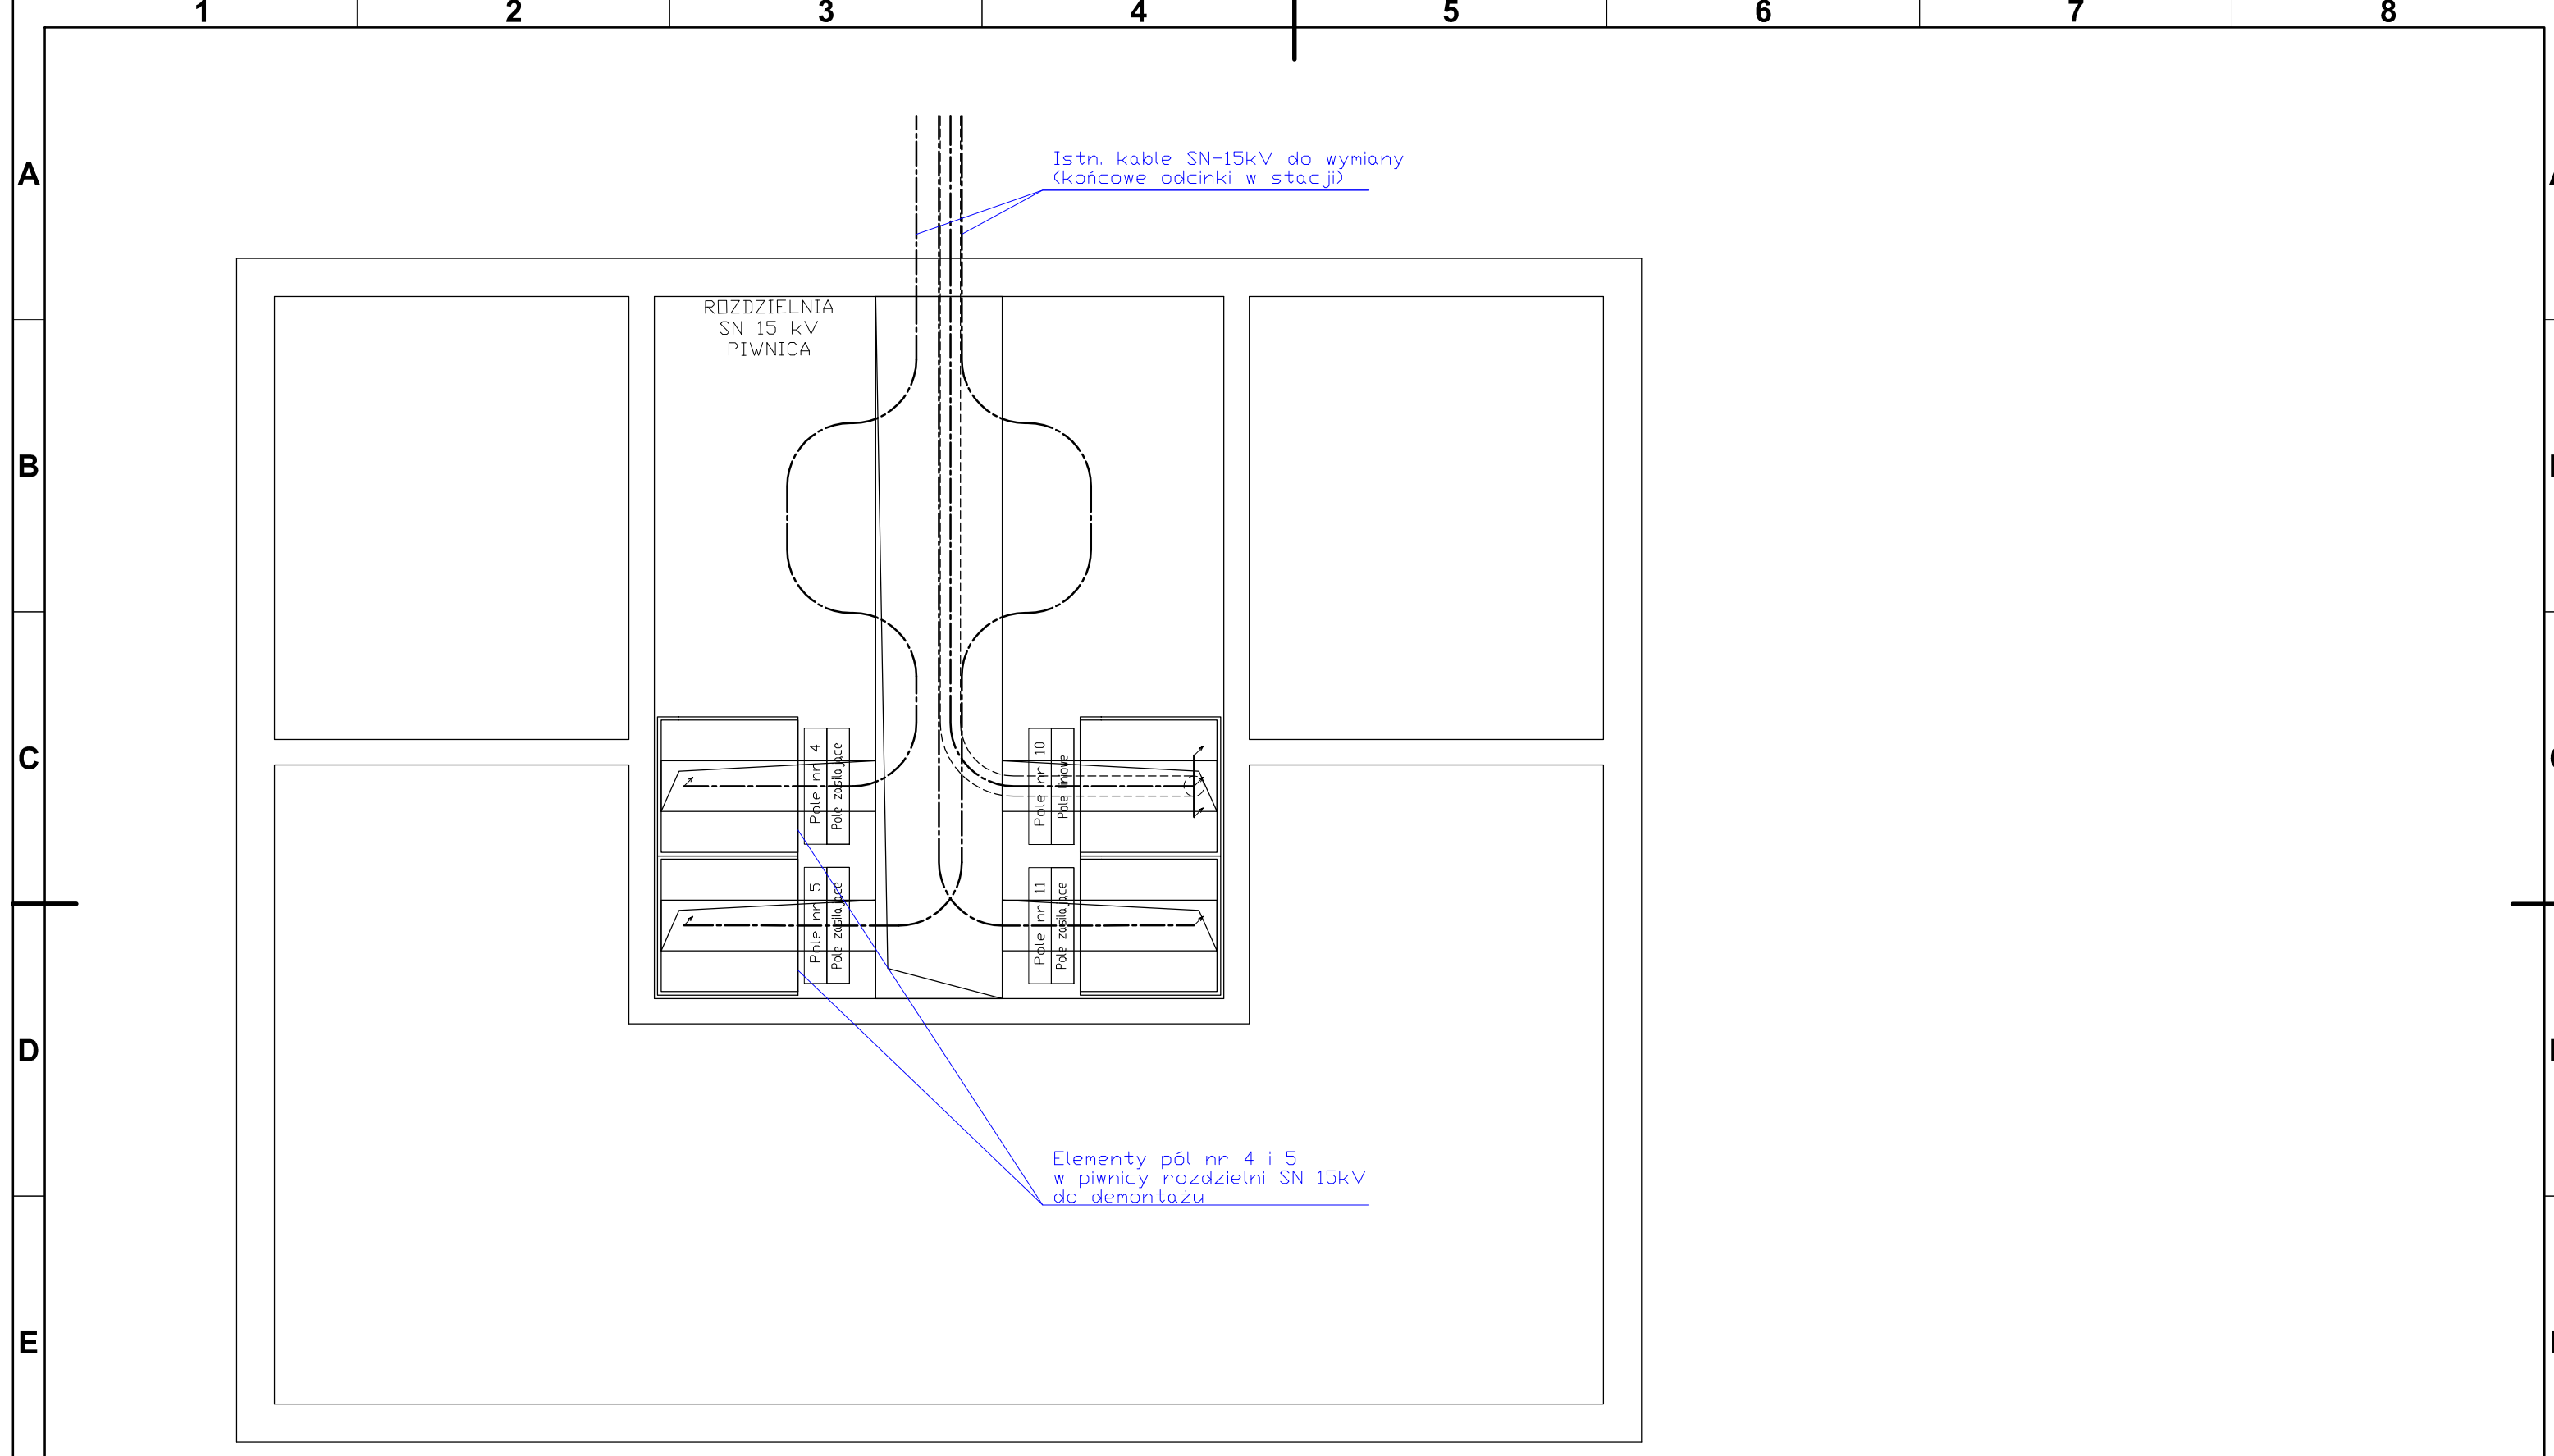 1 2 3 4 5 6 7 8
A
Istn. kable SN-15kV do wymiany
(końcowe odcinki w stacji)
ROZDZIELNIA
SN 15 kV
PIWNICA
B
C
Pole nr 4
Pole zasilające
Pole nr 10
Pole liniowe
Pole nr 5
Pole zasilające
Pole nr 11
Pole zasilające
D
Elementy pól nr 4 i 5
w piwnicy rozdzielni SN 15kV
do demontażu
E